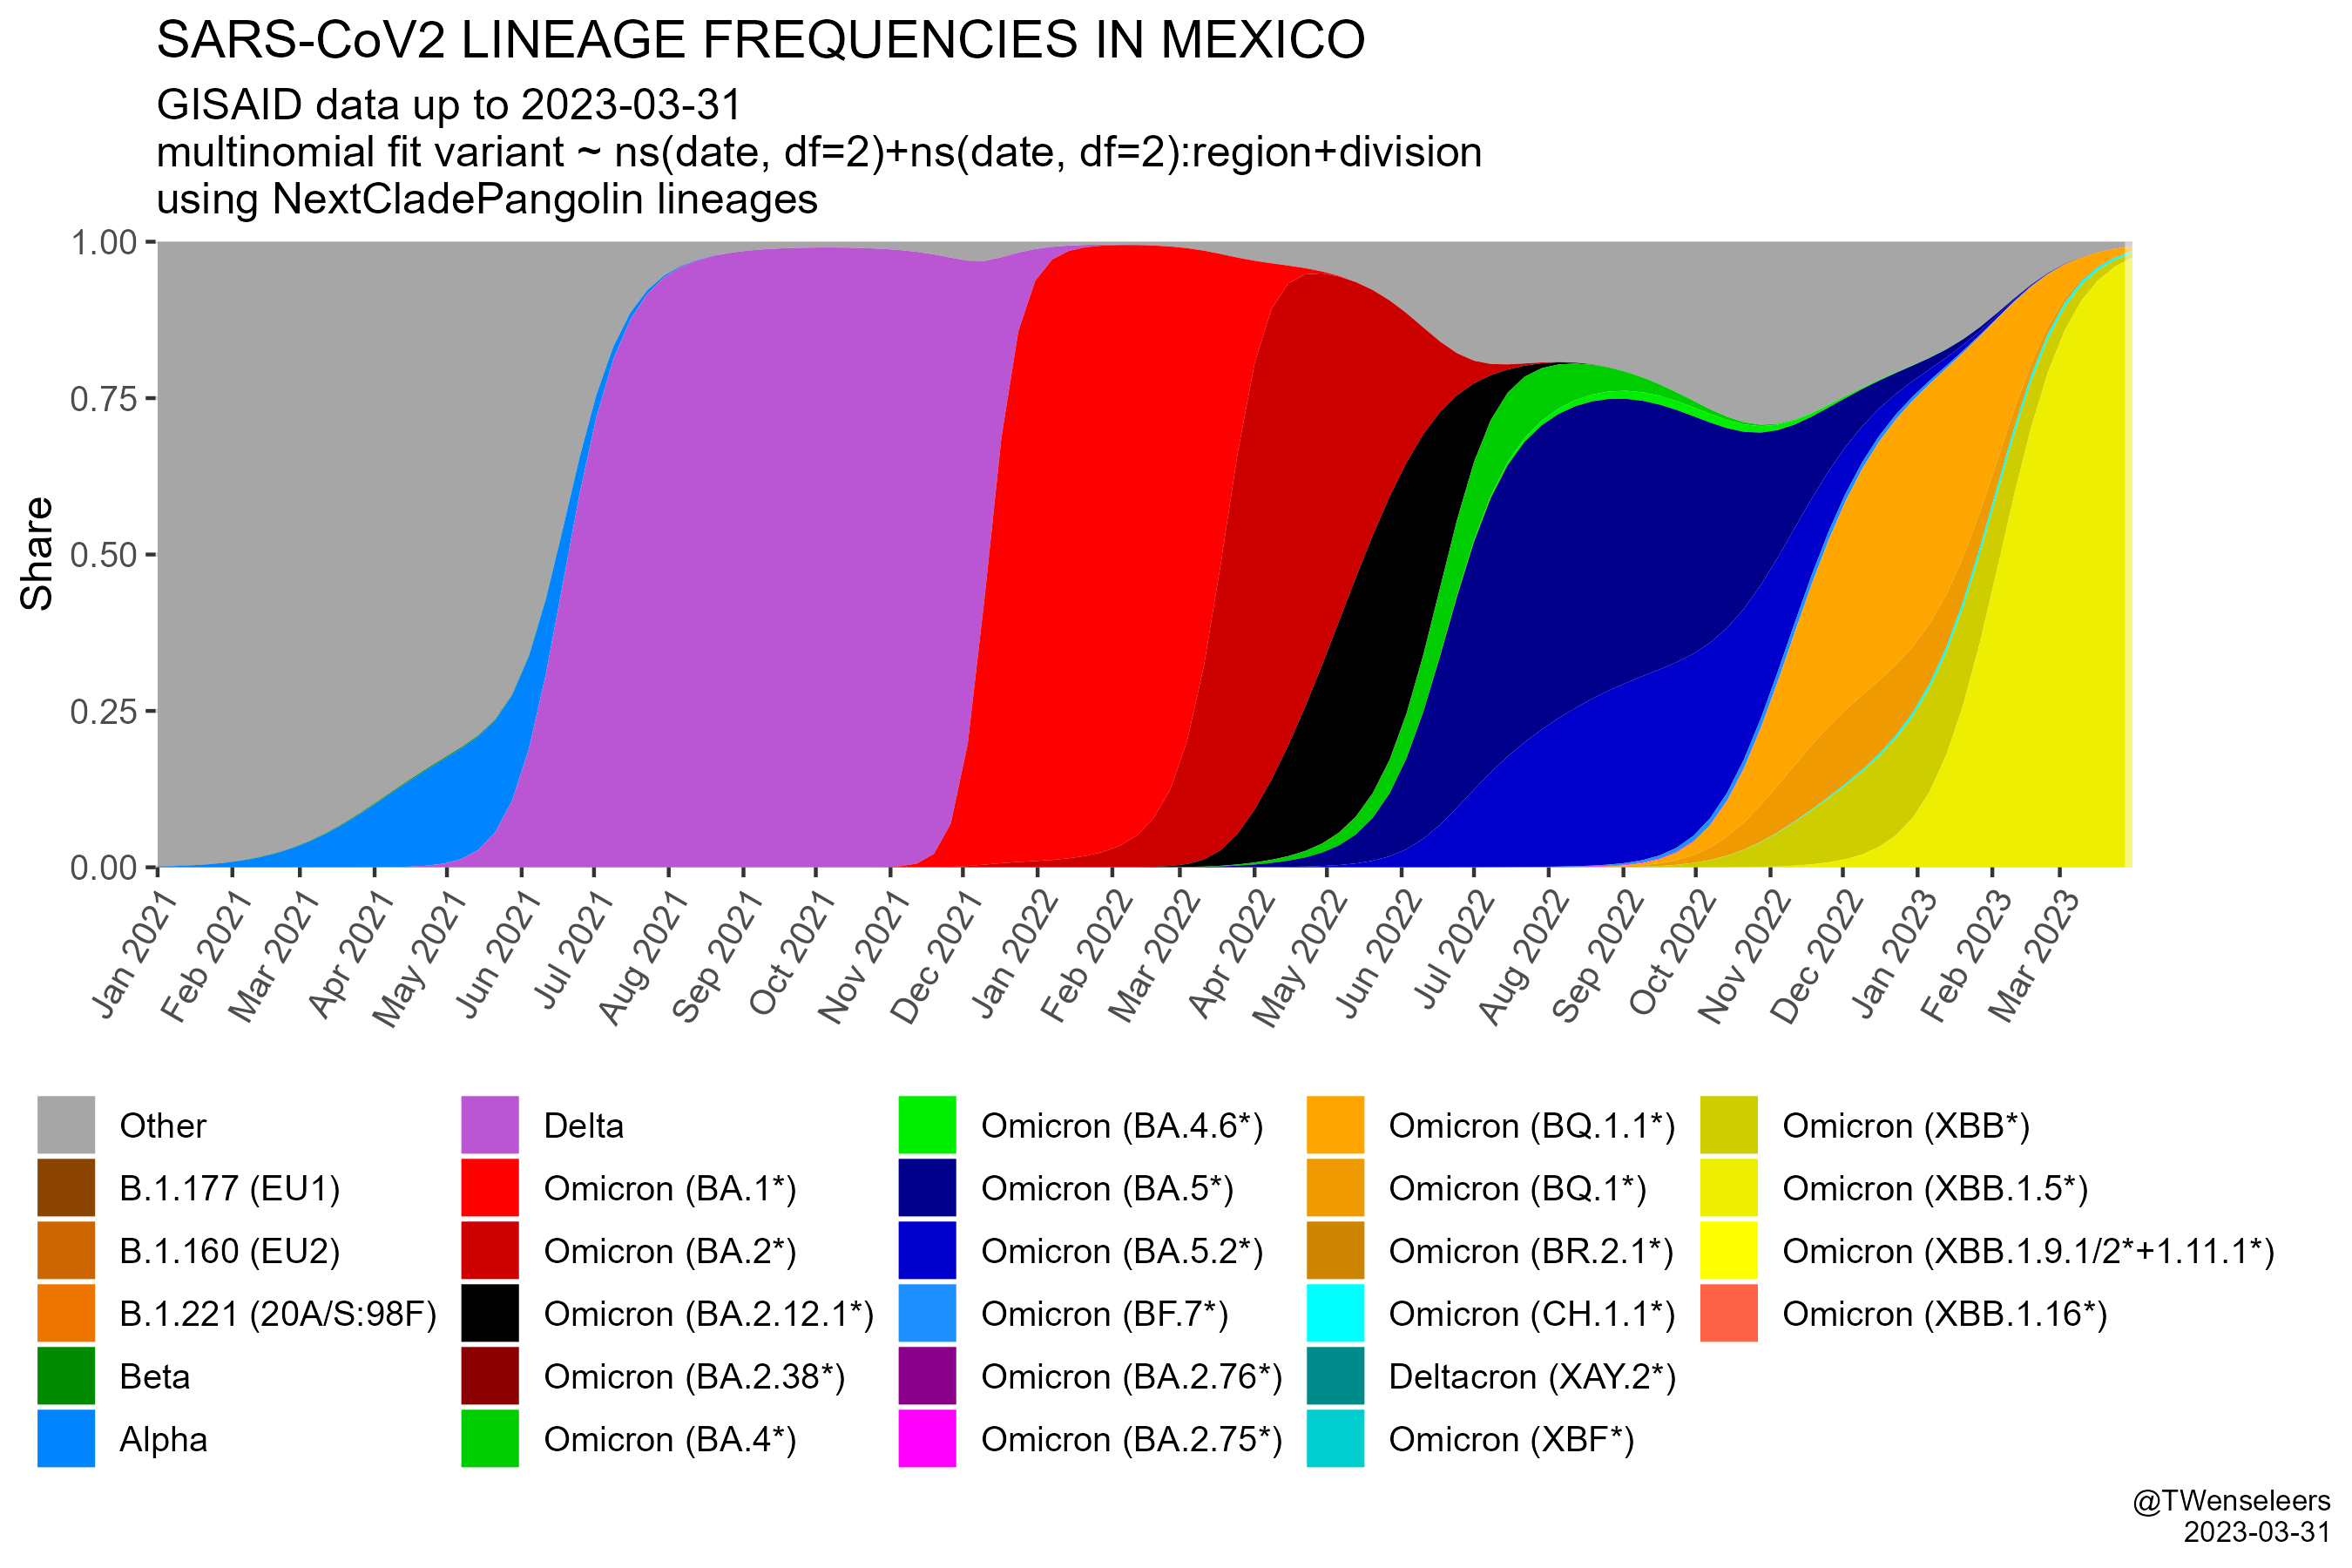 SARS-CoV2 LINEAGE FREQUENCIES IN MEXICO
GISAID data up to 2023-03-31
multinomial fit variant ~ ns(date, df=2)+ns(date, df=2):region+division
using NextCladePangolin lineages
Share
1.00
0.75
0.50
0.25
0.00
Jan 2021
Feb 2021
Mar 2021
Apr 2021
May 2021
Jun 2021
Jul 2021
Aug 2021
Sep 2021
Oct 2021
Nov 2021
Dec 2021
Jan 2022
Feb 2022
Mar 2022
Apr 2022
May 2022
Jun 2022
Jul 2022
Aug 2022
Sep 2022
Oct 2022
Nov 2022
Dec 2022
Jan 2023
Feb 2023
Mar 2023
Other
B.1.177 (EU1)
B.1.160 (EU2)
B.1.221 (20A/S:98F)
Beta
Alpha
Delta
Omicron (BA.1*)
Omicron (BA.2*)
Omicron (BA.2.12.1*)
Omicron (BA.2.38*)
Omicron (BA.4*)
Omicron (BA.4.6*)
Omicron (BA.5*)
Omicron (BA.5.2*)
Omicron (BF.7*)
Omicron (BA.2.76*)
Omicron (BA.2.75*)
Omicron (BQ.1.1*)
Omicron (BQ.1*)
Omicron (BR.2.1*)
Omicron (CH.1.1*)
Deltacron (XAY.2*)
Omicron (XBF*)
Omicron (XBB*)
Omicron (XBB.1.5*)
Omicron (XBB.1.9.1/2*+1.11.1*)
Omicron (XBB.1.16*)
@TWenseleers
2023-03-31